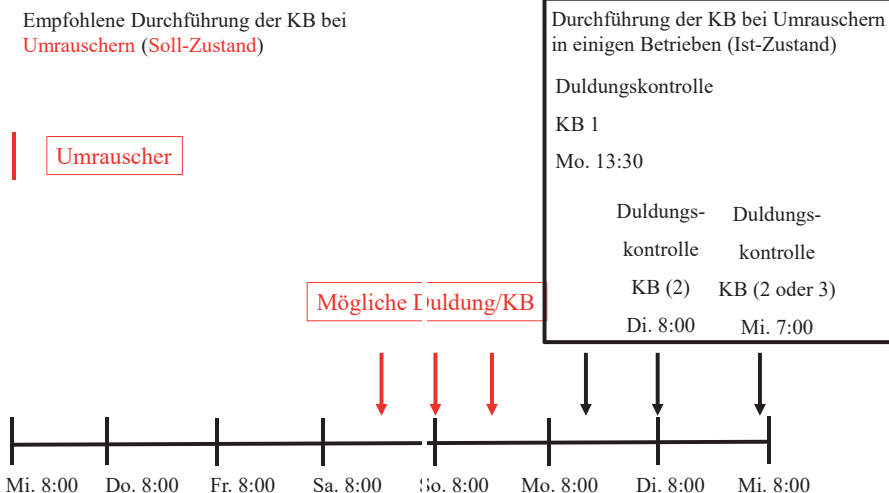 Empfohlene Durchführung der KB bei
Umrauschern (Soll-Zustand)
Durchführung der KB bei Umrauschern
in einigen Betrieben (Ist-Zustand)
Duldungskontrolle
KB 1
Mo. 13:30
Umrauscher
Duldungs-
kontrolle
KB (2)
Di. 8:00
Duldungs-
kontrolle
KB (2 oder 3)
Mi. 7:00
Mögliche Duldung/KB
Mi. 8:00 Do. 8:00 Fr. 8:00 Sa. 8:00 So. 8:00 Mo. 8:00 Di. 8:00 Mi. 8:00